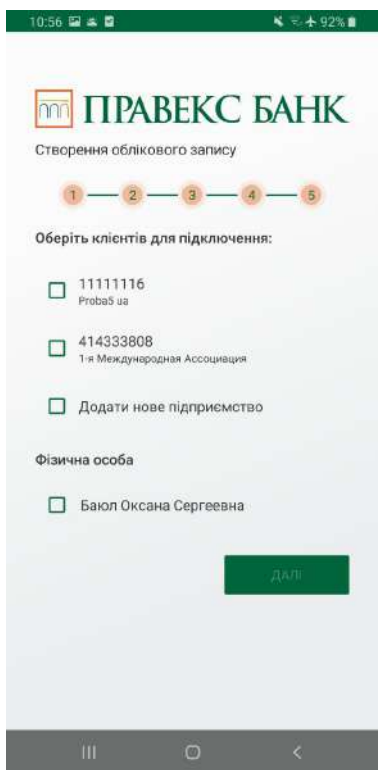 10:56
92%
ПРАВЕКС БАНК
Створення облікового запису
1 2 3 4 5
Оберіть клієнтів для підключення:
11111116
Proba5 ua
414333808
1-я Международная Ассоциация
Додати нове підприємство
Фізична особа
Баюл Оксана Сергеевна
ДАЛІ